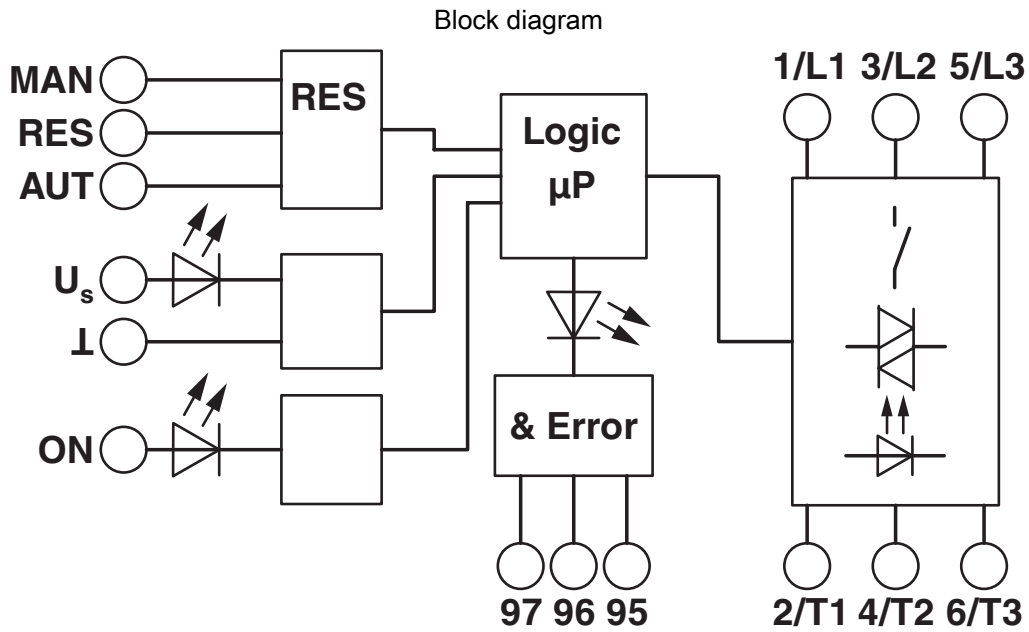 Block diagram
MAN
RES
AUT
Us
⊥
ON
RES
Logic
µP
& Error
97 96 95
1/L1 3/L2 5/L3
2/T1 4/T2 6/T3